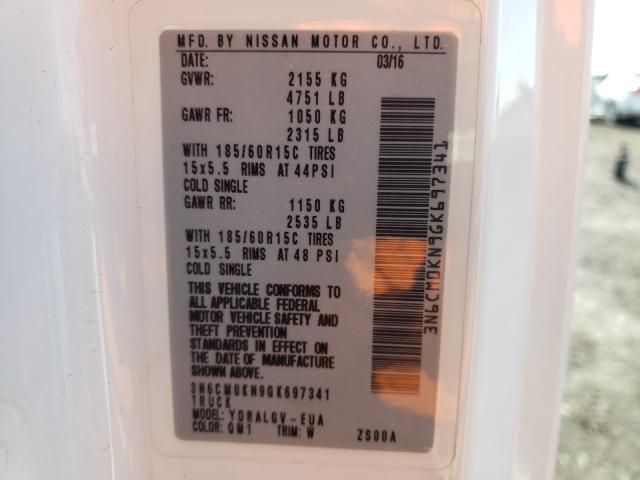 MFD. BY NISSAN MOTOR CO., LTD.
DATE: 03/16
GVWR: 2155 KG
4751 LB
GAWR FR: 1050 KG
2315 LB
WITH 185/60R15C TIRES
15x5.5 RIMS AT 44PSI
COLD SINGLE
GAWR RR: 1150 KG
2535 LB
WITH 185/60R15C TIRES
15x5.5 RIMS AT 48 PSI
COLD SINGLE
THIS VEHICLE CONFORMS TO
ALL APPLICABLE FEDERAL
MOTOR VEHICLE SAFETY AND
THEFT PREVENTION
STANDARDS IN EFFECT ON
THE DATE OF MANUFACTURE
SHOWN ABOVE.
3N6CM0KN9GK697341
TRUCK
MODEL: YDRALGV-EUA
COLOR: QM1 TRIM: W ZS00A
3N6CM0KN9GK697341